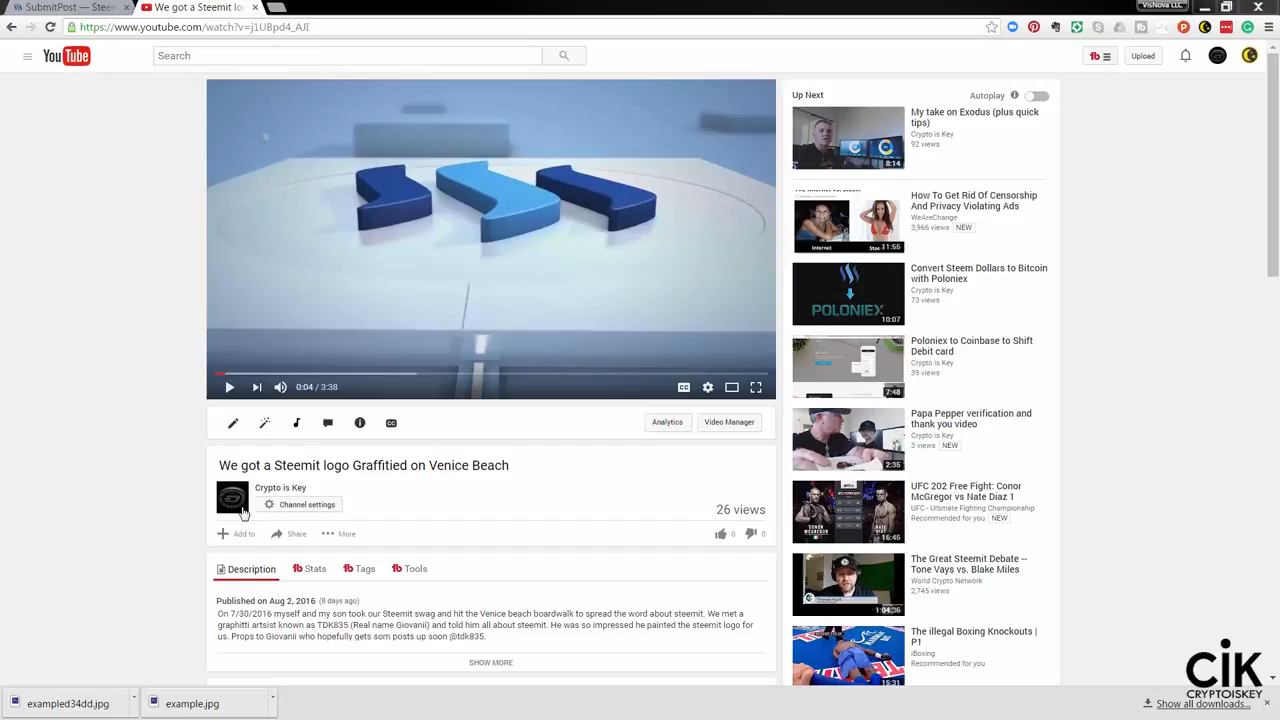 SubmitPost — Steem
We got a Steemit logo
VisNova LLC
https://www.youtube.com/watch?v=j1UBpd4_AJI
YouTube
Search
Upload
Up Next
Autoplay
My take on Exodus (plus quick
tips)
Crypto is Key
92 views
8:14
How To Get Rid Of Censorship
And Privacy Violating Ads
WeAreChange
3,966 views NEW
Internet
11:55
Convert Steem Dollars to Bitcoin
with Poloniex
Crypto is Key
73 views
POLONIEX
10:07
Poloniex to Coinbase to Shift
Debit card
Crypto is Key
39 views
7:48
Papa Pepper verification and
thank you video
Crypto is Key
3 views NEW
2:35
UFC 202 Free Fight: Conor
McGregor vs Nate Diaz 1
UFC - Ultimate Fighting Championship
Recommended for you NEW
16:45
The Great Steemit Debate --
Tone Vays vs. Blake Miles
World Crypto Network
2,745 views
1:04:36
The illegal Boxing Knockouts |
P1
iBoxing
Recommended for you
15:31
0:04 / 3:38
CC
Analytics
Video Manager
We got a Steemit logo Graffitied on Venice Beach
Crypto is Key
Channel settings
26 views
Add to
Share
More
0
0
Description
Stats
Tags
Tools
Published on Aug 2, 2016 (8 days ago)
On 7/30/2016 myself and my son took our Steemit swag and hit the Venice beach boardwalk to spread the word about steemit. We met a
graphitti artsist known as TDK835 (Real name Giovanii) and told him all about steemit. He was so impressed he painted the steemit logo for
us. Props to Giovanii who hopefully gets som posts up soon @tdk835.
SHOW MORE
CiK
CRYPTOISKEY
exampled34dd.jpg
example.jpg
Show all downloads...